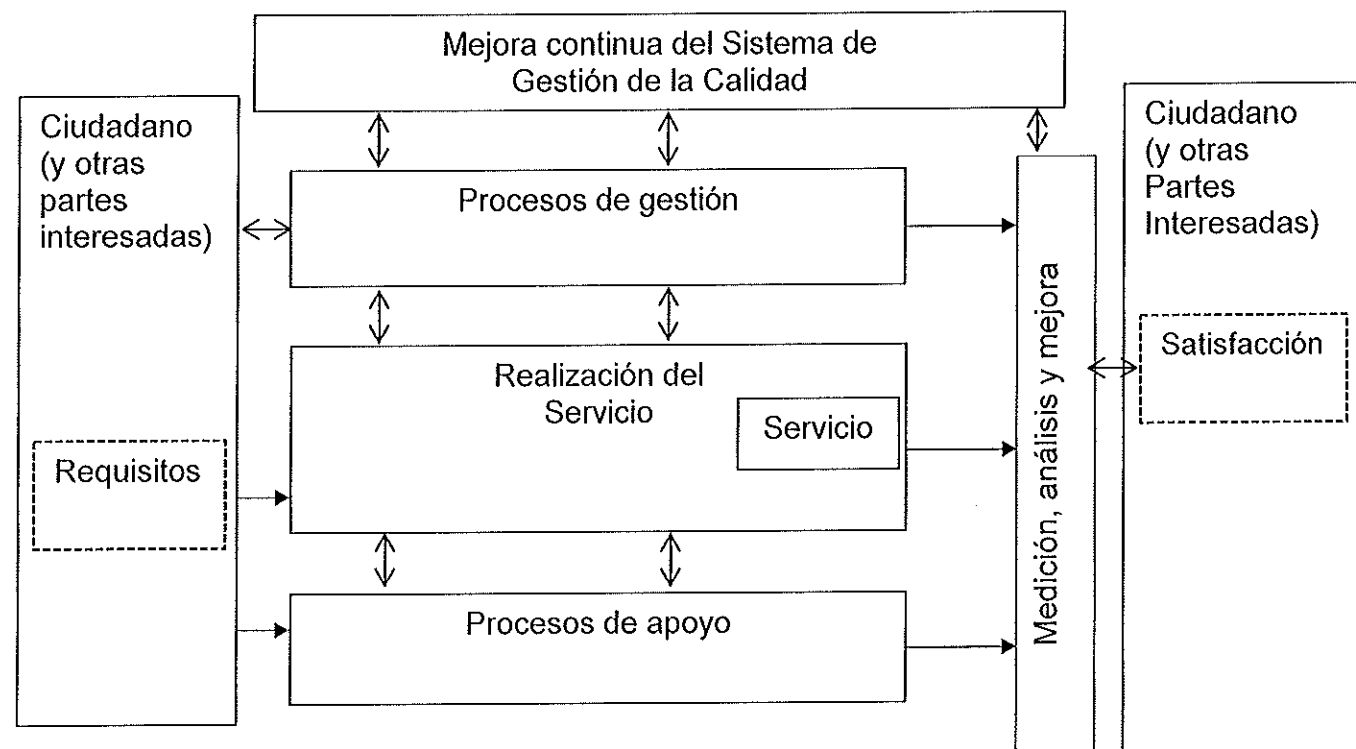 Mejora continua del Sistema de
Gestión de la Calidad
Ciudadano
(y otras
partes
interesadas)
Requisitos
Procesos de gestión
Realización del
Servicio
Servicio
Procesos de apoyo
Medición, análisis y mejora
Ciudadano
(y otras
Partes
Interesadas)
Satisfacción